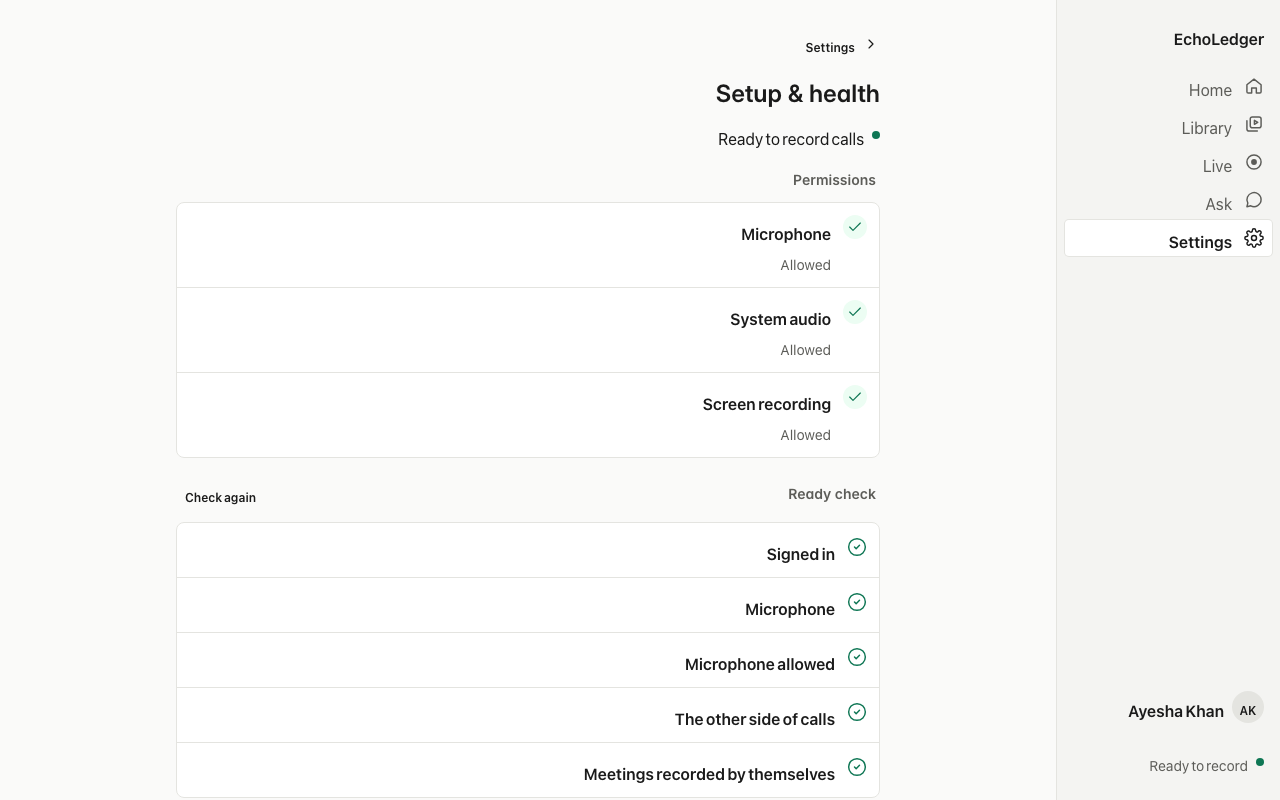 EchoLedger
Home
Library
Live
Ask
Settings
Ayesha Khan
AK
Ready to record
Settings
Setup & health
Ready to record calls
Permissions
Microphone
Allowed
System audio
Allowed
Screen recording
Allowed
Ready check
Check again
Signed in
Microphone
Microphone allowed
The other side of calls
Meetings recorded by themselves